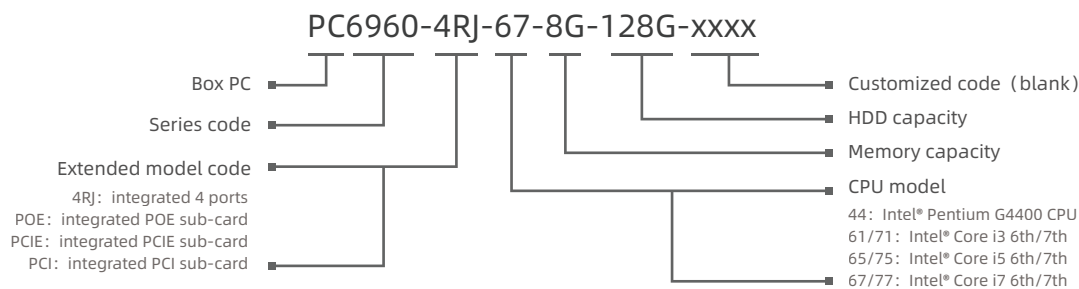 PC6960-4RJ-67-8G-128G-xxxx
Box PC
Series code
Extended model code
4RJ: integrated 4 ports
POE: integrated POE sub-card
PCIE: integrated PCIE sub-card
PCI: integrated PCI sub-card
Customized code (blank)
HDD capacity
Memory capacity
CPU model
44: Intel® Pentium G4400 CPU
61/71: Intel® Core i3 6th/7th
65/75: Intel® Core i5 6th/7th
67/77: Intel® Core i7 6th/7th